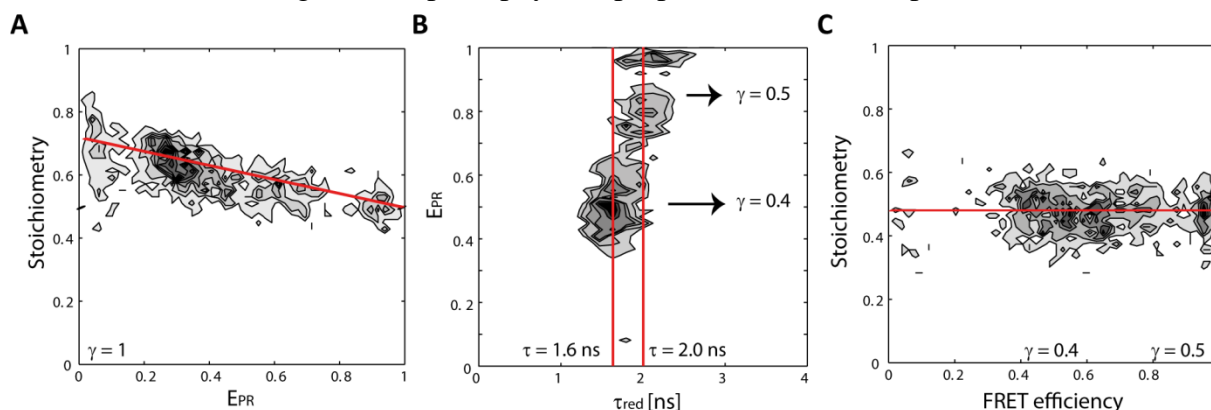 A
Stoichiometry
1
0.8
0.6
0.4
0.2
0
γ = 1
0 0.2 0.4 0.6 0.8 1
EPR
B
EPR
1
0.8
0.6
0.4
0. 2
0
γ = 0.5
γ = 0.4
τ = 1.6 ns τ = 2.0 ns
0 1 2 3 4
τred [ns]
C
Stoichiometry
1
0.8
0.6
0.4
0.2
0
γ = 0.4 γ = 0.5
0 0.2 0.4 0.6 0.8
FRET efficiency